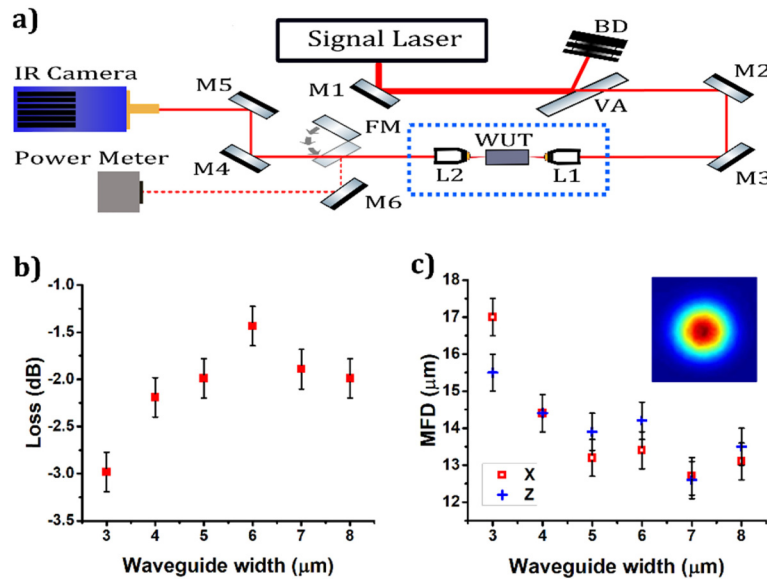 a)
Signal Laser
BD
IR Camera
M5
M1
VA
M2
FM
WUT
Power Meter
M4
L2
L1
M3
M6
b)
-1.0
-1.5
-2.0
-2.5
-3.0
-3.5
Loss (dB)
3 4 5 6 7 8
Waveguide width (μm)
c)
18
17
16
15
14
13
12
MFD (μm)
X
Z
3 4 5 6 7 8
Waveguide width (μm)